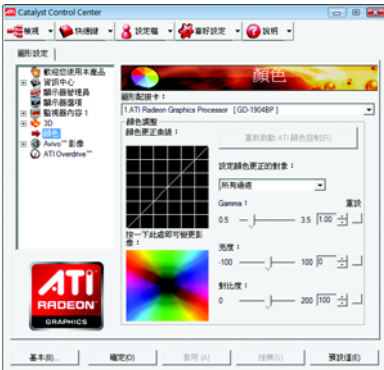 Catalyst Control Center
檢視 快速鍵 設定檔 喜好設定 說明
圖形設定
歡迎您使用本產品
資訊中心
顯示器管理員
顯示器選項
監視器內容 1
3D
顏色
Avivo™ 影像
ATI Overdrive™
ATI
RADEON
GRAPHICS
顏色
圖形配接卡：
1.ATI Radeon Graphics Processor [ GD-1904BP ]
顏色調整
顏色更正曲線：
重新啟動 ATI 顏色控制(R)
設定顏色更正的對象：
所有通道
Gamma： 重設
0.5 3.5 1.00
按一下此處即可變更影像：
亮度：
-100 100 0
對比度：
0 200 100
基本(B)... 確定(O) 套用 (A) 捨棄(S) 預設值(E)